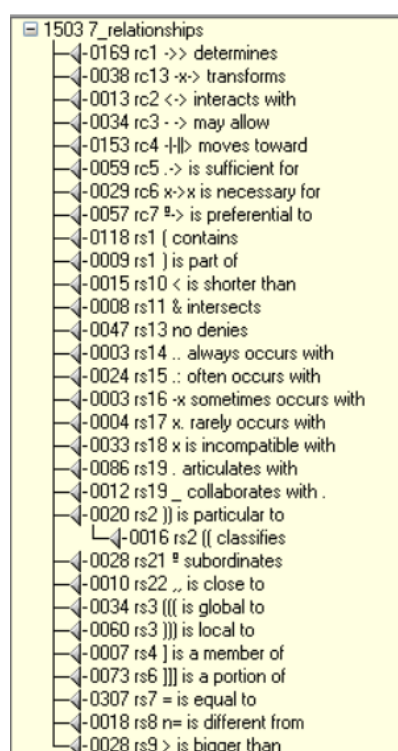 1503 7_relationships
-0169 rc1 ->> determines
-0038 rc13 -x-> transforms
-0013 rc2 <-> interacts with
-0034 rc3 - -> may allow
-0153 rc4 -|-||> moves toward
-0059 rc5 .-> is sufficient for
-0029 rc6 x->x is necessary for
-0057 rc7 º-> is preferential to
-0118 rs1 ( contains
-0009 rs1 ) is part of
-0015 rs10 < is shorter than
-0008 rs11 & intersects
-0047 rs13 no denies
-0003 rs14 .. always occurs with
-0024 rs15 .: often occurs with
-0003 rs16 -x sometimes occurs with
-0004 rs17 x. rarely occurs with
-0033 rs18 x is incompatible with
-0086 rs19 . articulates with
-0012 rs19 _ collaborates with .
-0020 rs2 )) is particular to
-0016 rs2 (( classifies
-0028 rs21 º subordinates
-0010 rs22 ,, is close to
-0034 rs3 ((( is global to
-0060 rs3 ))) is local to
-0007 rs4 ] is a member of
-0073 rs6 ]]] is a portion of
-0307 rs7 = is equal to
-0018 rs8 n= is different from
-0028 rs9 > is bigger than